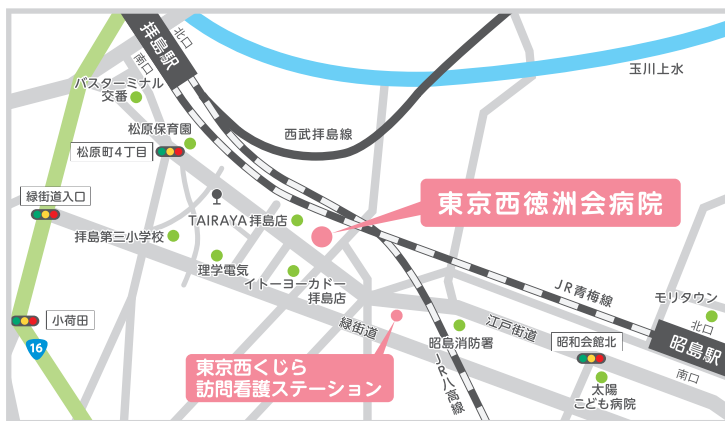 拝島駅
北口
南口
玉川上水
バスターミナル
交番
西武拝島線
松原保育園
松原町4丁目
緑街道入口
東京西徳洲会病院
TAIRAYA拝島店
拝島第三小学校
理学電気
イトーヨーカドー
拝島店
JR青梅線
モリタウン
北口
小荷田
緑街道
江戸街道
昭島消防署
昭和会館北
昭島駅
南口
16
東京西くじら
訪問看護ステーション
JR八高線
太陽
こども病院